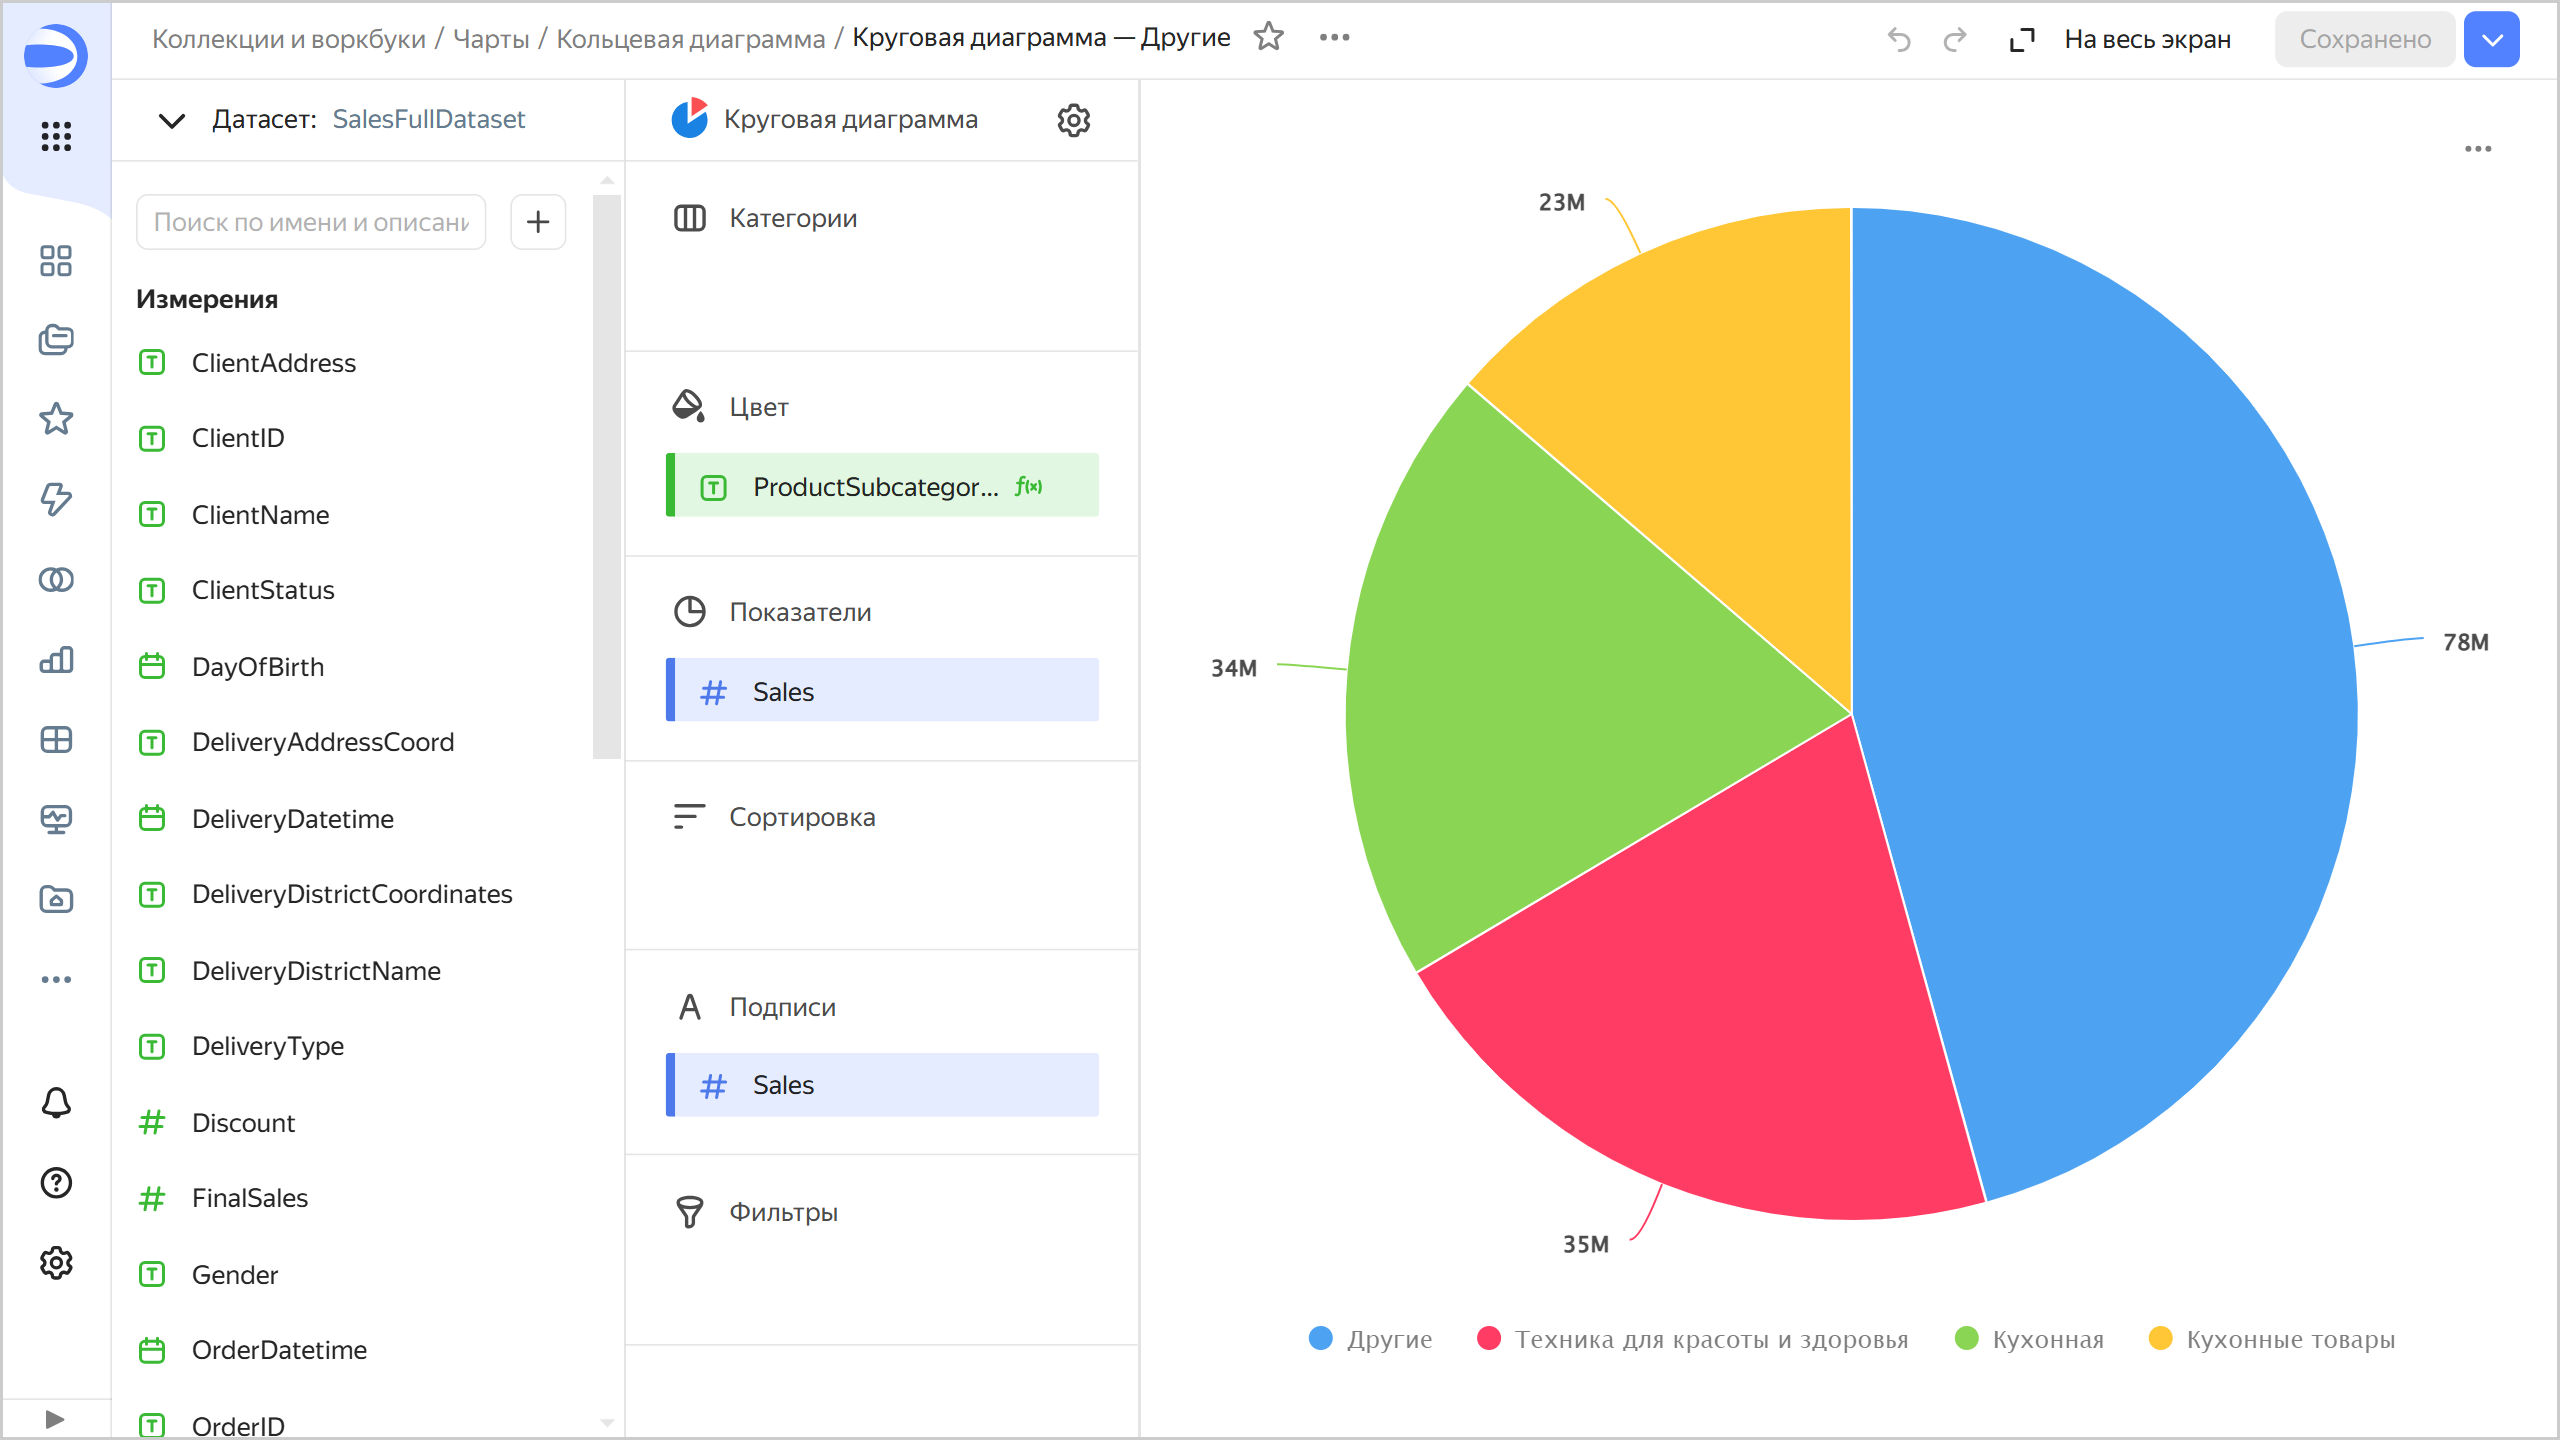 Коллекции и воркбуки / Чарты / Кольцевая диаграмма / Круговая диаграмма — Другие
На весь экран
Сохранено
Датасет: SalesFullDataset
Поиск по имени и описани
Измерения
ClientAddress
ClientID
ClientName
ClientStatus
DayOfBirth
DeliveryAddressCoord
DeliveryDatetime
DeliveryDistrictCoordinates
DeliveryDistrictName
DeliveryType
Discount
FinalSales
Gender
OrderDatetime
OrderID
Круговая диаграмма
Категории
Цвет
ProductSubcategor... f(x)
Показатели
Sales
Сортировка
Подписи
Sales
Фильтры
23M
78M
34M
35M
Другие
Техника для красоты и здоровья
Кухонная
Кухонные товары